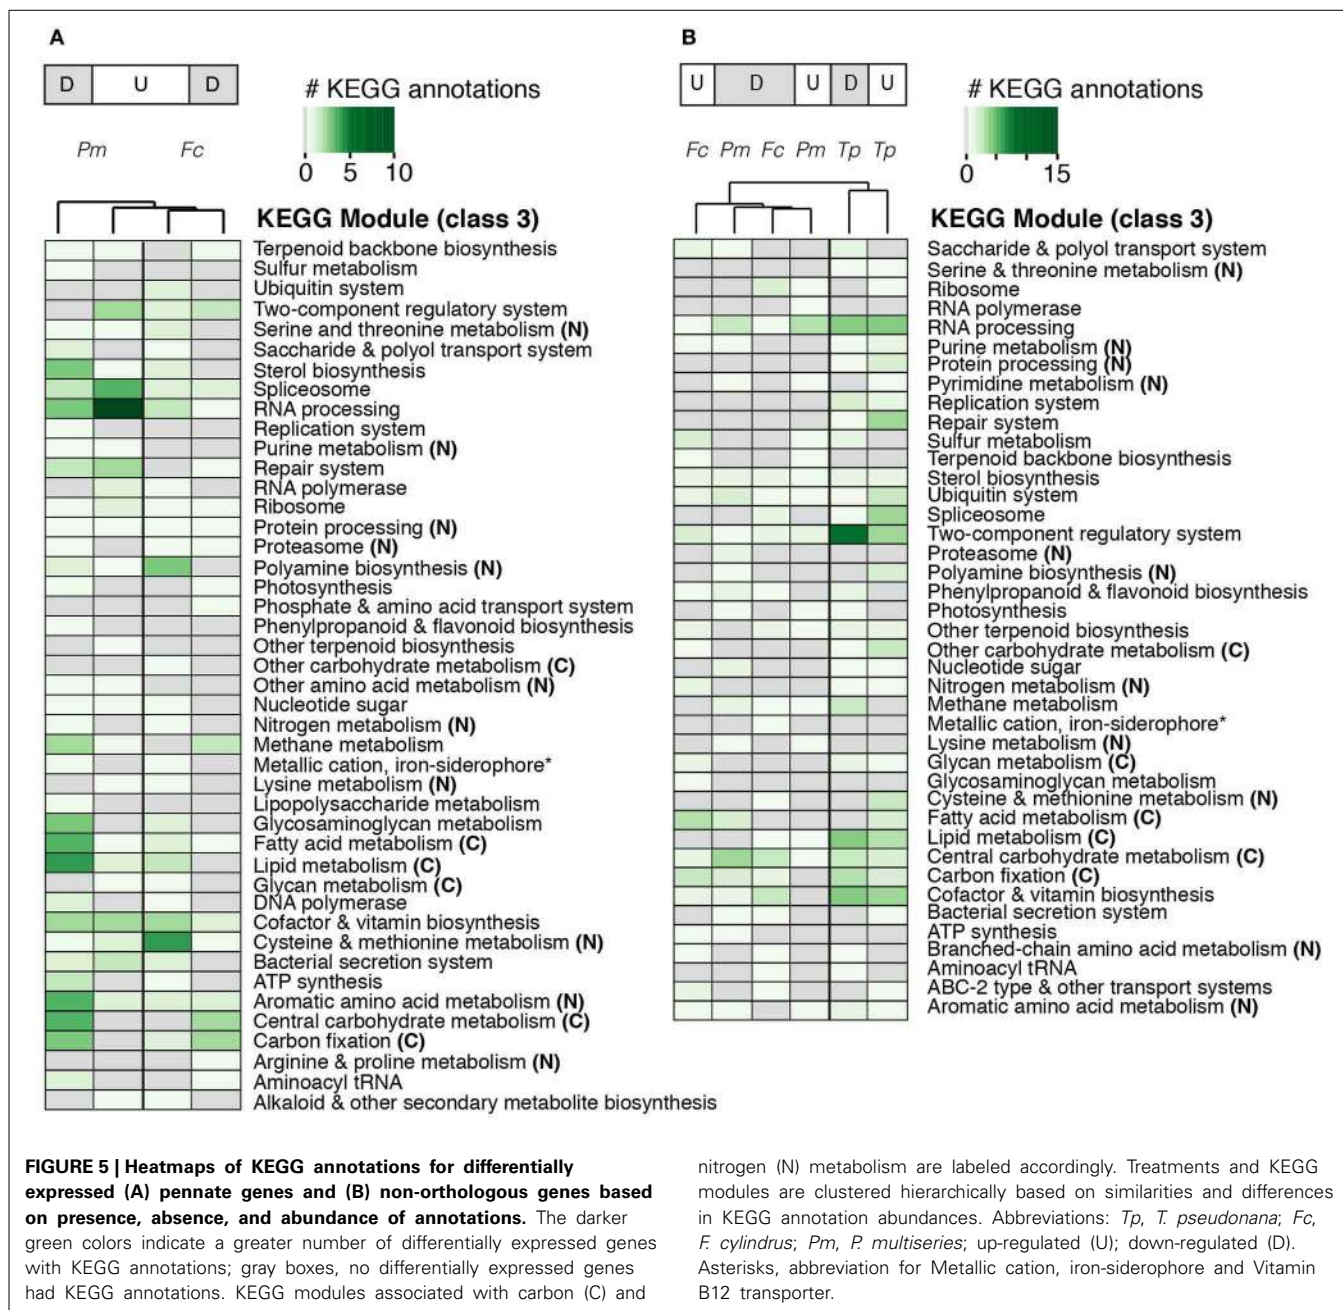 A
D U D
# KEGG annotations
Pm Fc
0 5 10
KEGG Module (class 3)
Terpenoid backbone biosynthesis
Sulfur metabolism
Ubiquitin system
Two-component regulatory system
Serine and threonine metabolism (N)
Saccharide & polyol transport system
Sterol biosynthesis
Spliceosome
RNA processing
Replication system
Purine metabolism (N)
Repair system
RNA polymerase
Ribosome
Protein processing (N)
Proteasome (N)
Polyamine biosynthesis (N)
Photosynthesis
Phosphate & amino acid transport system
Phenylpropanoid & flavonoid biosynthesis
Other terpenoid biosynthesis
Other carbohydrate metabolism (C)
Other amino acid metabolism (N)
Nucleotide sugar
Nitrogen metabolism (N)
Methane metabolism
Metallic cation, iron-siderophore*
Lysine metabolism (N)
Lipopolysaccharide metabolism
Glycosaminoglycan metabolism
Fatty acid metabolism (C)
Lipid metabolism (C)
Glycan metabolism (C)
DNA polymerase
Cofactor & vitamin biosynthesis
Cysteine & methionine metabolism (N)
Bacterial secretion system
ATP synthesis
Aromatic amino acid metabolism (N)
Central carbohydrate metabolism (C)
Carbon fixation (C)
Arginine & proline metabolism (N)
Aminoacyl tRNA
Alkaloid & other secondary metabolite biosynthesis
B
U D U D U
# KEGG annotations
Fc Pm Fc Pm Tp Tp
0 15
KEGG Module (class 3)
Saccharide & polyol transport system
Serine & threonine metabolism (N)
Ribosome
RNA polymerase
RNA processing
Purine metabolism (N)
Protein processing (N)
Pyrimidine metabolism (N)
Replication system
Repair system
Sulfur metabolism
Terpenoid backbone biosynthesis
Sterol biosynthesis
Ubiquitin system
Spliceosome
Two-component regulatory system
Proteasome (N)
Polyamine biosynthesis (N)
Phenylpropanoid & flavonoid biosynthesis
Photosynthesis
Other terpenoid biosynthesis
Other carbohydrate metabolism (C)
Nucleotide sugar
Nitrogen metabolism (N)
Methane metabolism
Metallic cation, iron-siderophore*
Lysine metabolism (N)
Glycan metabolism (C)
Glycosaminoglycan metabolism
Cysteine & methionine metabolism (N)
Fatty acid metabolism (C)
Lipid metabolism (C)
Central carbohydrate metabolism (C)
Carbon fixation (C)
Cofactor & vitamin biosynthesis
Bacterial secretion system
ATP synthesis
Branched-chain amino acid metabolism (N)
Aminoacyl tRNA
ABC-2 type & other transport systems
Aromatic amino acid metabolism (N)
FIGURE 5 | Heatmaps of KEGG annotations for differentially
expressed (A) pennate genes and (B) non-orthologous genes based
on presence, absence, and abundance of annotations. The darker
green colors indicate a greater number of differentially expressed genes
with KEGG annotations; gray boxes, no differentially expressed genes
had KEGG annotations. KEGG modules associated with carbon (C) and
nitrogen (N) metabolism are labeled accordingly. Treatments and KEGG
modules are clustered hierarchically based on similarities and differences
in KEGG annotation abundances. Abbreviations: Tp, T. pseudonana; Fc,
F. cylindrus; Pm, P. multiseries; up-regulated (U); down-regulated (D).
Asterisks, abbreviation for Metallic cation, iron-siderophore and Vitamin
B12 transporter.